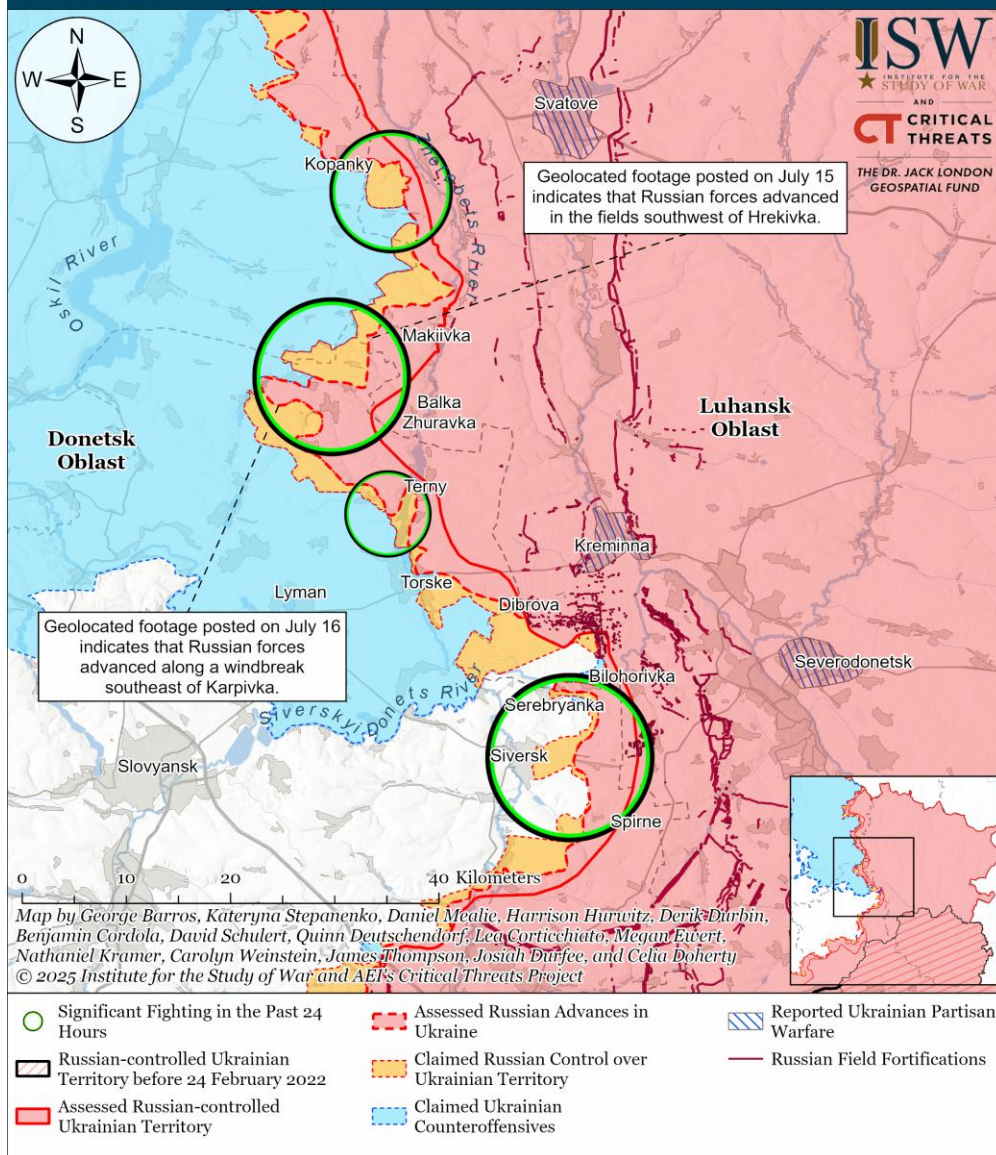 N
W
E
S
ISW
INSTITUTE FOR THE
STUDY OF WAR
AND
CT CRITICAL
THREATS
THE DR. JACK LONDON
GEOSPATIAL FUND
Svatove
Kopanky
Geolocated footage posted on July 15
indicates that Russian forces advanced
in the fields southwest of Hrekivka.
Oskil River
Makiivka
Balka
Zhuravka
Luhansk
Oblast
Donetsk
Oblast
Terny
Kreminna
Torske
Lyman
Dibrova
Geolocated footage posted on July 16
indicates that Russian forces
advanced along a windbreak
southeast of Karpivka.
Severodonetsk
Bilohorivka
Siverskyi Donets River
Serebryanka
Siversk
Slovyansk
Spirne
0 10 20 40 Kilometers
Map by George Barros, Kateryna Stepanenko, Daniel Mealie, Harrison Hurwitz, Derik Durbin,
Benjamin Cordola, David Schulert, Quinn Deutschendorf, Lea Corticchiato, Megan Ewert,
Nathaniel Kramer, Carolyn Weinstein, James Thompson, Josiah Durfee, and Celia Doherty
© 2025 Institute for the Study of War and AEI's Critical Threats Project
Significant Fighting in the Past 24
Hours
Russian-controlled Ukrainian
Territory before 24 February 2022
Assessed Russian-controlled
Ukrainian Territory
Assessed Russian Advances in
Ukraine
Claimed Russian Control over
Ukrainian Territory
Claimed Ukrainian
Counteroffensives
Reported Ukrainian Partisan
Warfare
Russian Field Fortifications